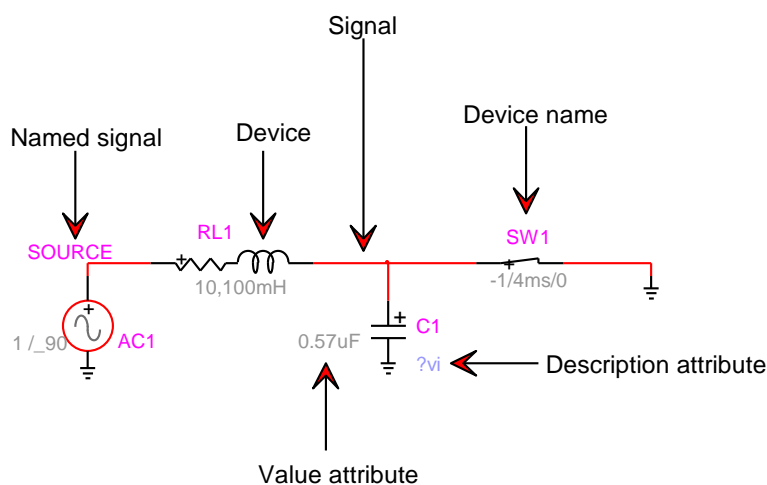 Signal
Device name
Named signal
Device
SOURCE
RL1
SW1
+
+
10,100mH
-1/4ms/0
+
1 /_90
AC1
+
C1
0.57uF
?vi
Description attribute
Value attribute